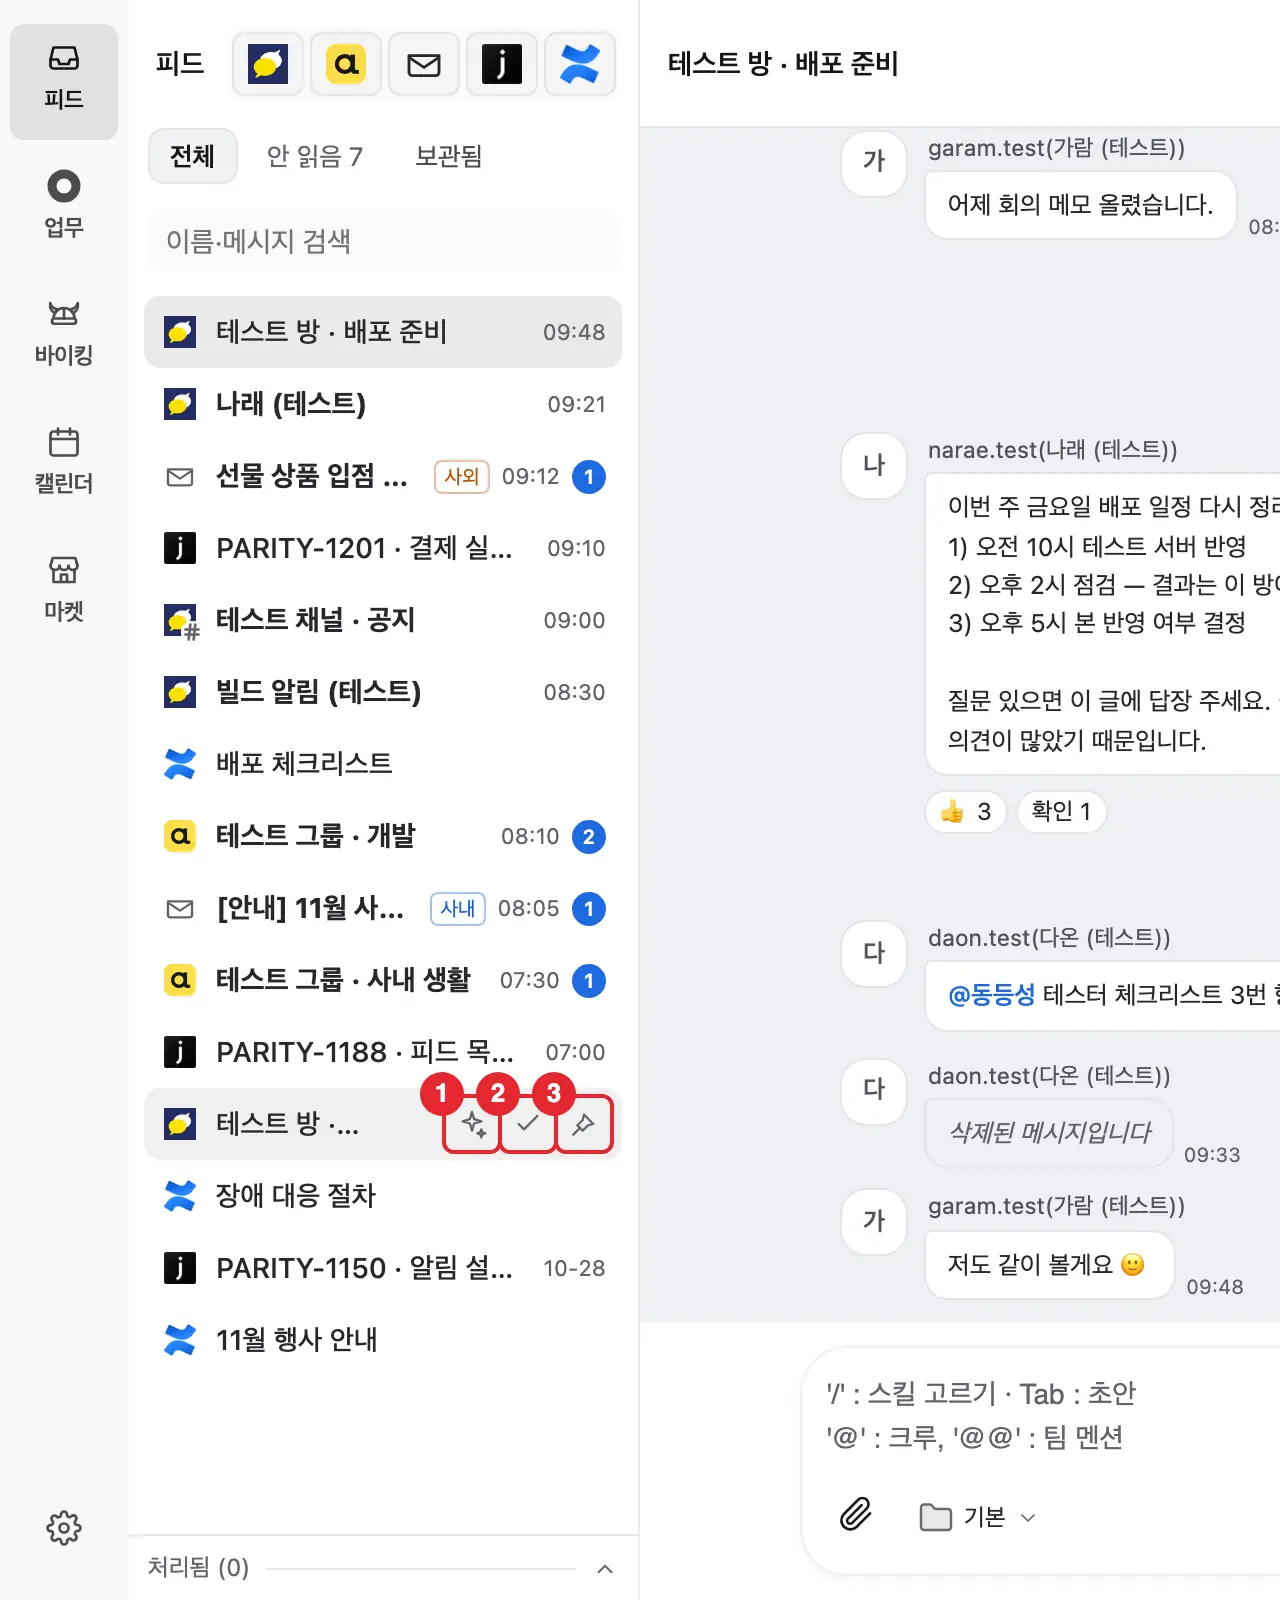 피드
업무
바이킹
캘린더
마켓
피드
a
j
전체
안 읽음 7
보관됨
이름·메시지 검색
테스트 방 · 배포 준비 09:48
나래 (테스트) 09:21
선물 상품 입점 ... 사외 09:12 1
j PARITY-1201 · 결제 실... 09:10
# 테스트 채널 · 공지 09:00
빌드 알림 (테스트) 08:30
배포 체크리스트
a 테스트 그룹 · 개발 08:10 2
[안내] 11월 사... 사내 08:05 1
a 테스트 그룹 · 사내 생활 07:30 1
j PARITY-1188 · 피드 목... 07:00
1 2 3
테스트 방 ·...
장애 대응 절차
j PARITY-1150 · 알림 설... 10-28
11월 행사 안내
처리됨 (0)
테스트 방 · 배포 준비
가
garam.test(가람 (테스트))
어제 회의 메모 올렸습니다.
08:
나
narae.test(나래 (테스트))
이번 주 금요일 배포 일정 다시 정
1) 오전 10시 테스트 서버 반영
2) 오후 2시 점검 — 결과는 이 방
3) 오후 5시 본 반영 여부 결정
질문 있으면 이 글에 답장 주세요.
의견이 많았기 때문입니다.
👍 3
확인 1
다
daon.test(다온 (테스트))
@동등성 테스터 체크리스트 3번
다
daon.test(다온 (테스트))
삭제된 메시지입니다
09:33
가
garam.test(가람 (테스트))
저도 같이 볼게요 🙂
09:48
'/' : 스킬 고르기 · Tab : 초안
'@' : 크루, '@@' : 팀 멘션
기본